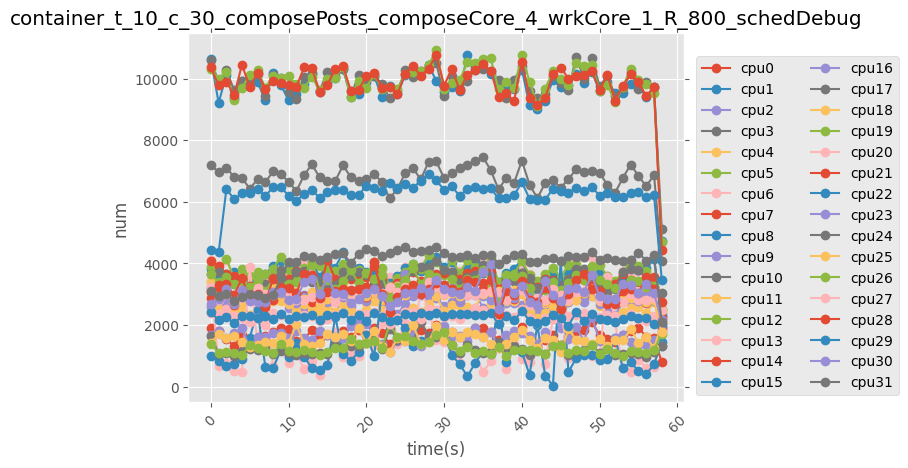 container_t_10_c_30_composePosts_composeCore_4_wrkCore_1_R_800_schedDebug
num
10000
8000
6000
4000
2000
0
0 10 20 30 40 50 60
time(s)
cpu0 cpu16
cpu1 cpu17
cpu2 cpu18
cpu3 cpu19
cpu4 cpu20
cpu5 cpu21
cpu6 cpu22
cpu7 cpu23
cpu8 cpu24
cpu9 cpu25
cpu10 cpu26
cpu11 cpu27
cpu12 cpu28
cpu13 cpu29
cpu14 cpu30
cpu15 cpu31